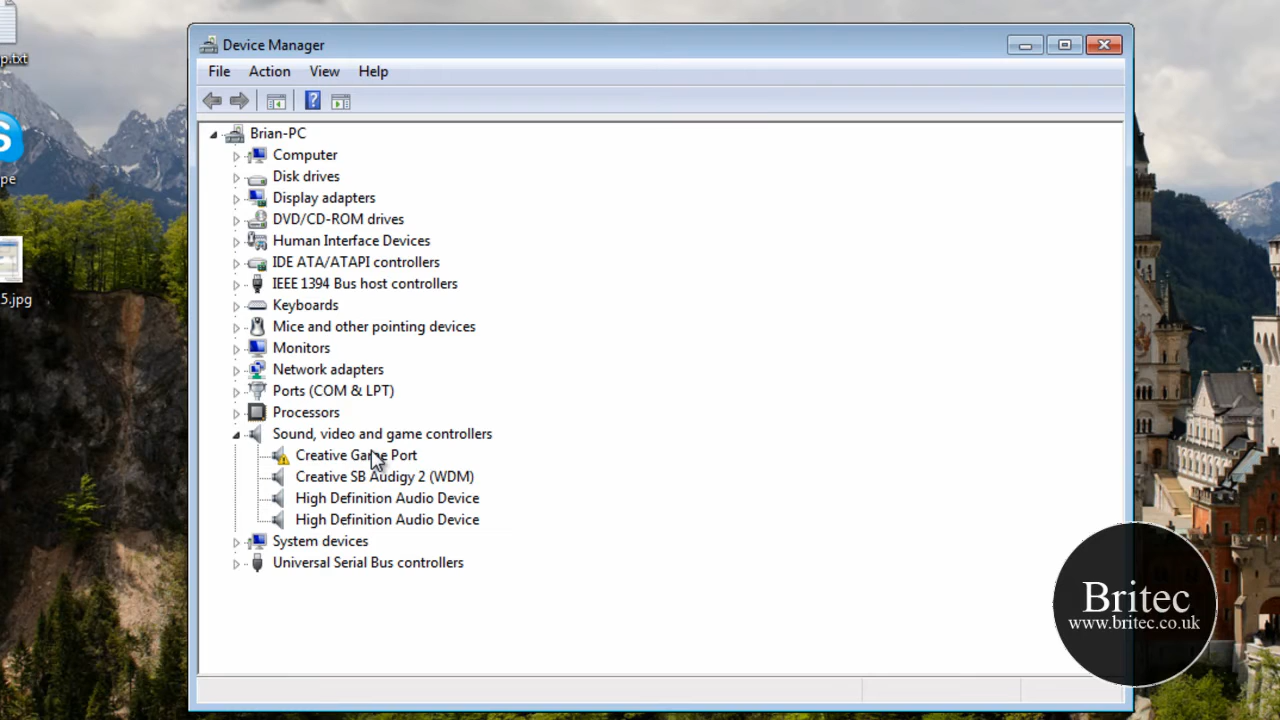 p.txt
pe
5.jpg
Device Manager
File Action View Help
Brian-PC
Computer
Disk drives
Display adapters
DVD/CD-ROM drives
Human Interface Devices
IDE ATA/ATAPI controllers
IEEE 1394 Bus host controllers
Keyboards
Mice and other pointing devices
Monitors
Network adapters
Ports (COM & LPT)
Processors
Sound, video and game controllers
Creative Game Port
Creative SB Audigy 2 (WDM)
High Definition Audio Device
High Definition Audio Device
System devices
Universal Serial Bus controllers
Britec
www.britec.co.uk